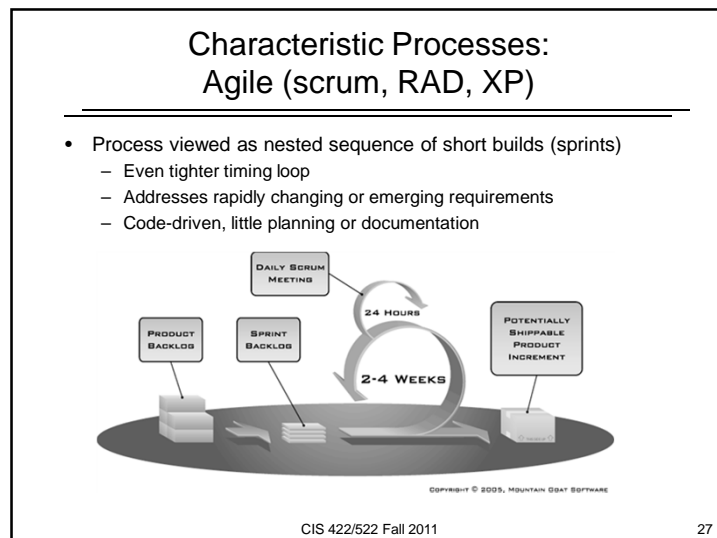 Characteristic Processes:
Agile (scrum, RAD, XP)
• Process viewed as nested sequence of short builds (sprints)
– Even tighter timing loop
– Addresses rapidly changing or emerging requirements
– Code-driven, little planning or documentation
DAILY SCRUM
MEETING
24 HOURS
PRODUCT
BACKLOG
SPRINT
BACKLOG
POTENTIALLY
SHIPPABLE
PRODUCT
INCREMENT
2-4 WEEKS
COPYRIGHT © 2005, MOUNTAIN GOAT SOFTWARE
CIS 422/522 Fall 2011
27